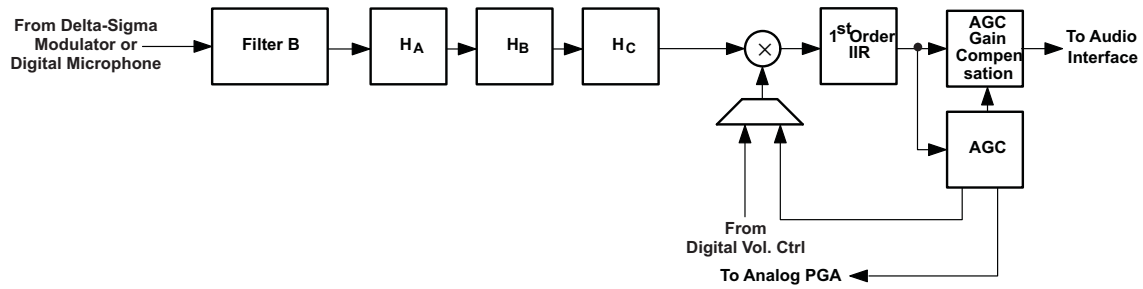 From Delta-Sigma
Modulator or
Digital Microphone
Filter B
HA
HB
HC
×
1st Order
IIR
AGC
Gain
Compen
sation
To Audio
Interface
AGC
From
Digital Vol. Ctrl
To Analog PGA